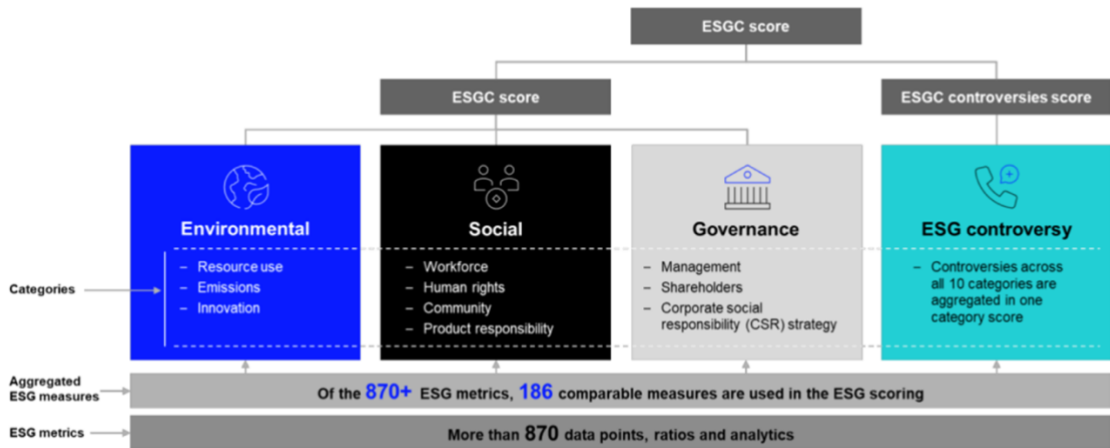 ESGC score
ESGC score
ESGC controversies score
Environmental
Social
Governance
ESG controversy
Categories
– Resource use
– Emissions
– Innovation
– Workforce
– Human rights
– Community
– Product responsibility
– Management
– Shareholders
– Corporate social
responsibility (CSR) strategy
– Controversies across
all 10 categories are
aggregated in one
category score
Aggregated
ESG measures
Of the 870+ ESG metrics, 186 comparable measures are used in the ESG scoring
ESG metrics
More than 870 data points, ratios and analytics